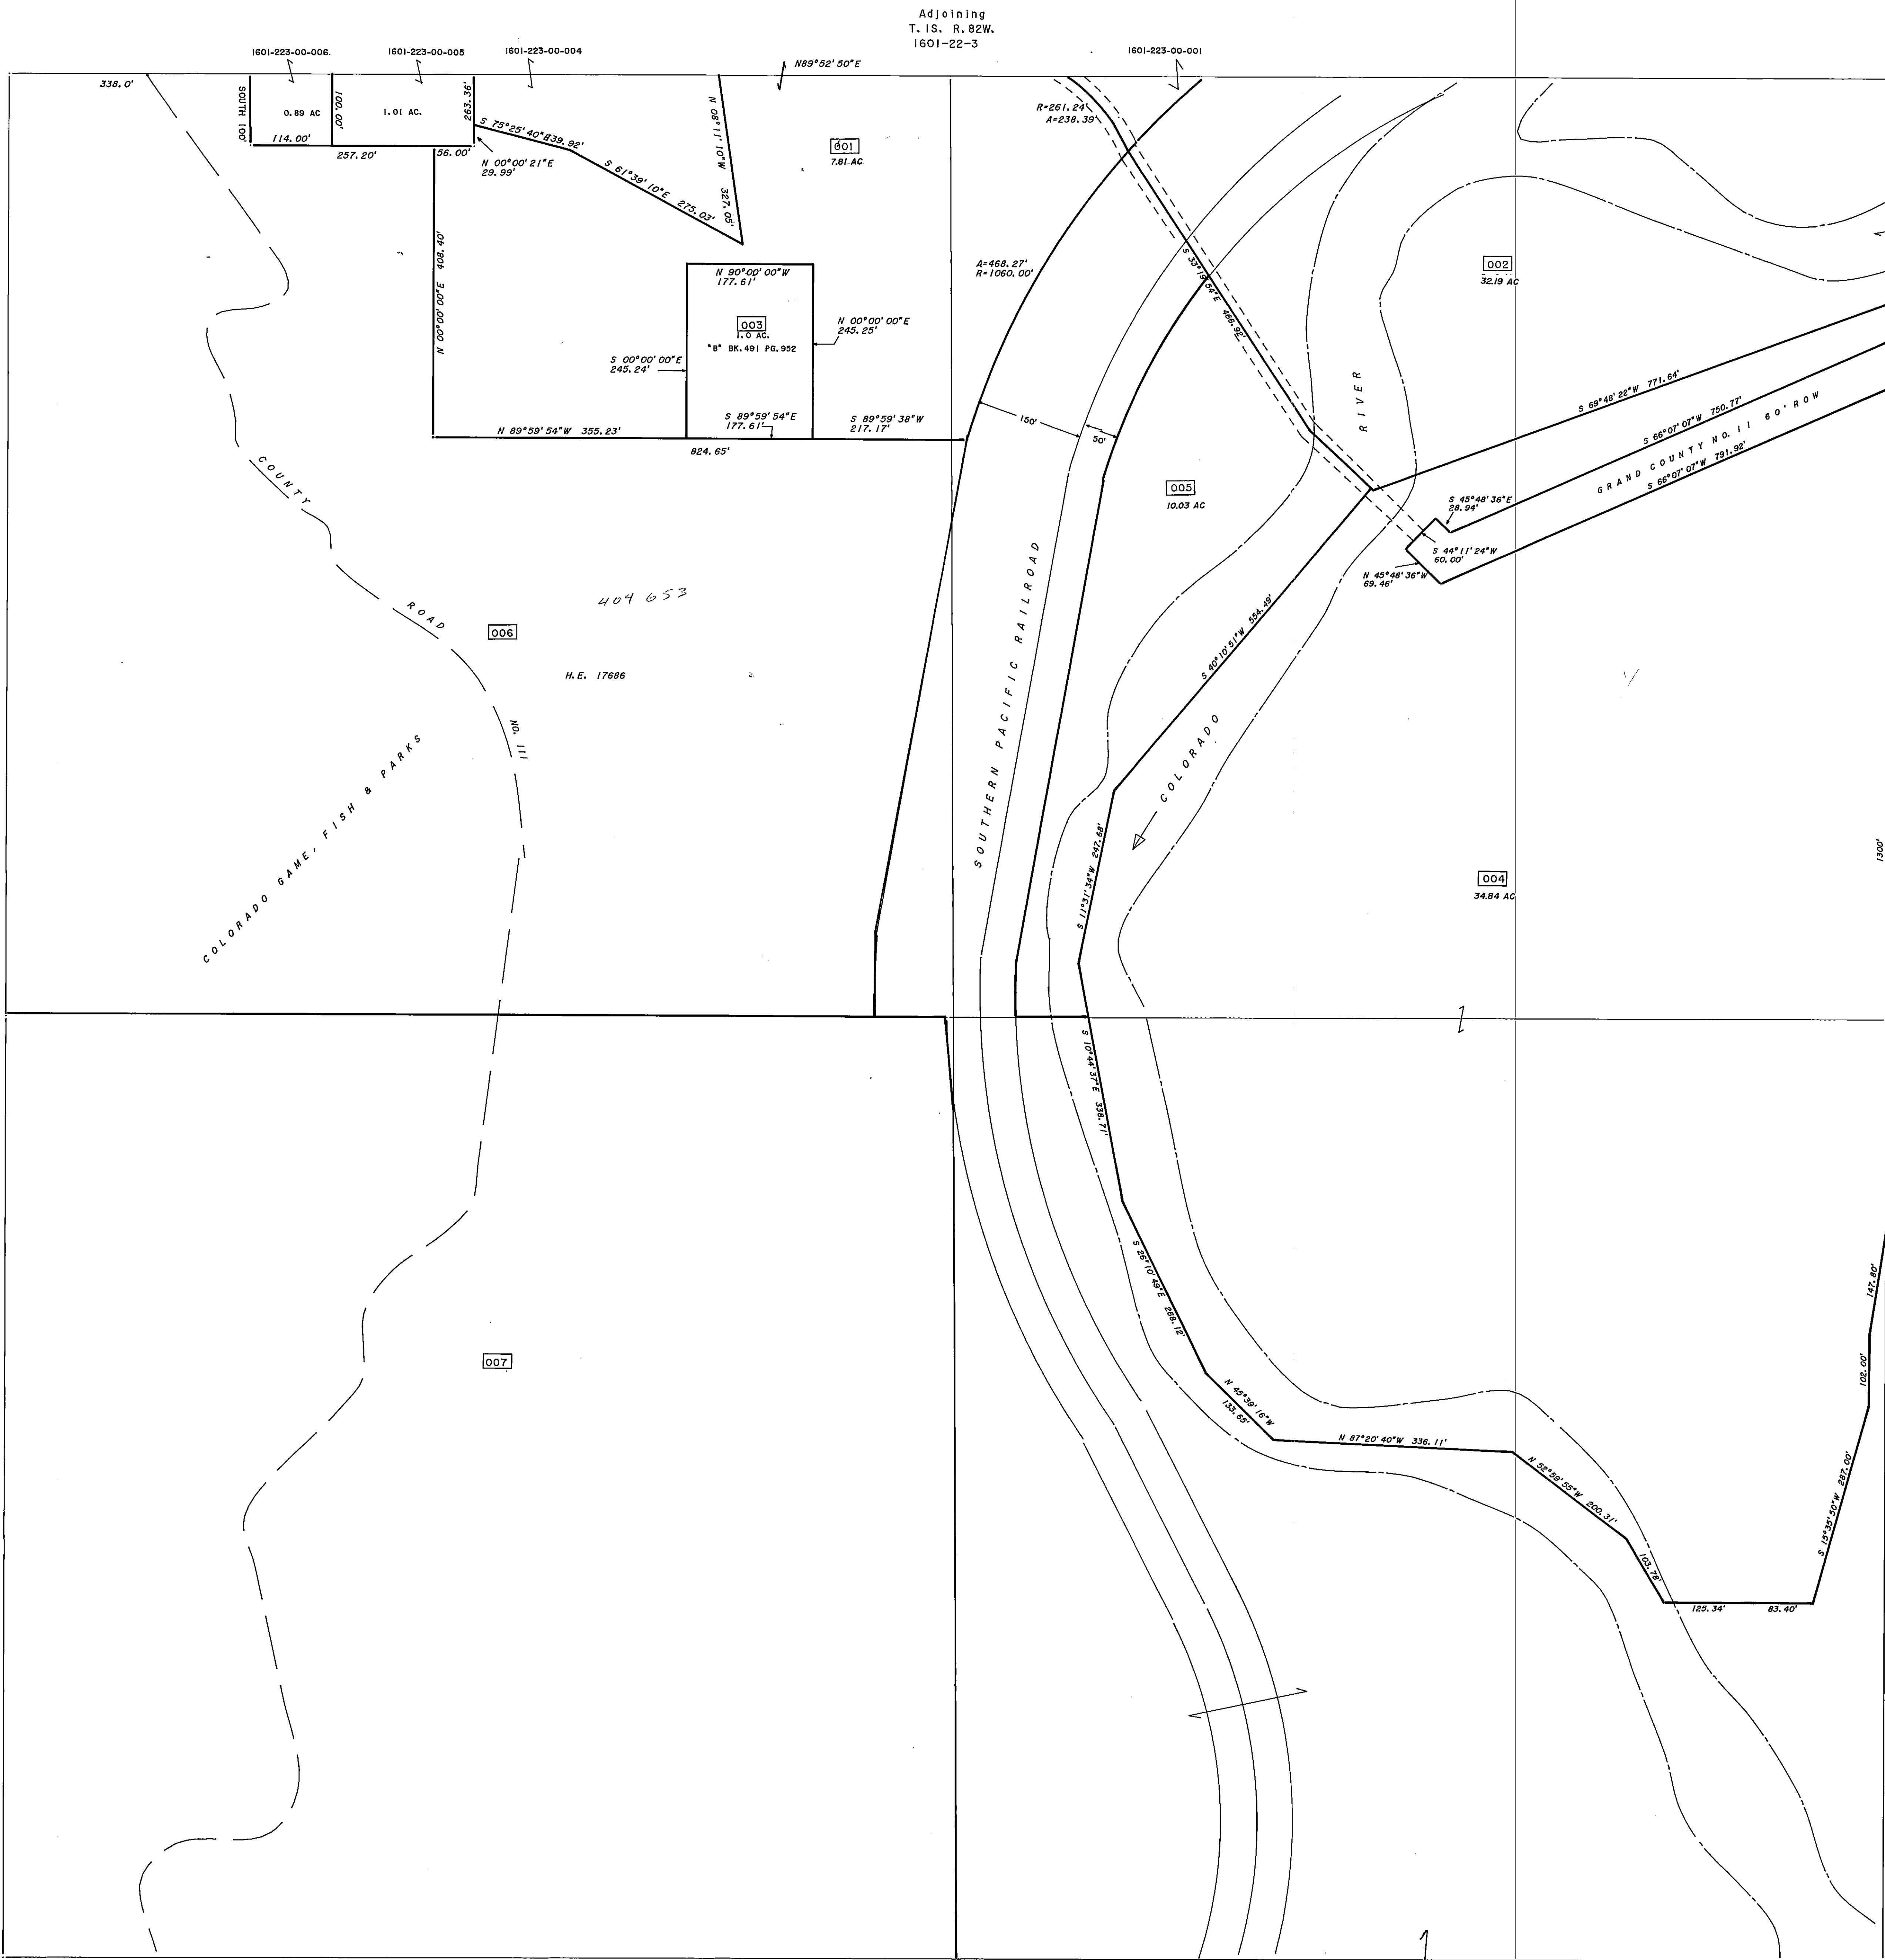 Adjoining
T. 1S. R. 82W.
1601-22-3
1601-223-00-006.
1601-223-00-005
1601-223-00-004
1601-223-00-001
N89°52'50"E
338.0'
SOUTH 100'
0.89 AC
100.00'
1.01 AC.
263.36'
114.00'
257.20'
56.00'
N 00°00'21"E
29.99'
S 75°25'40"E
139.92'
S 61°39'10"E 275.03'
N 08°11'10"W 327.05'
001
7.81.AC.
R=261.24'
A=238.39'
A=468.27'
R=1060.00'
S 33°19'54"E 466.92'
002
32.19 AC
N 00°00'00"E 408.40'
N 90°00'00"W
177.61'
003
1.0 AC.
"B" BK.491 PG.952
N 00°00'00"E
245.25'
S 00°00'00"E
245.24'
S 89°59'54"E
177.61'
S 89°59'38"W
217.17'
N 89°59'54"W 355.23'
824.65'
150'
50'
RIVER
S 69°48'22"W 771.64'
S 66°07'07"W 750.77'
GRAND COUNTY NO. 11 60' ROW
S 66°07'07"W 791.92'
S 45°48'36"E
28.94'
S 44°11'24"W
60.00'
N 45°48'36"W
69.46'
005
10.03 AC
COUNTY
ROAD
NO. 111
404 653
006
H.E. 17686
SOUTHERN PACIFIC RAILROAD
S 40°10'51"W 554.49'
COLORADO
COLORADO GAME, FISH & PARKS
S 11°31'34"W 247.68'
004
34.84 AC
1300'
S 10°44'37"E 338.71'
S 26°10'49"E 268.12'
147.80'
102.00'
007
N 45°39'16"W
133.65'
N 87°20'40"W 336.11'
N 52°59'55"W 200.31'
S 15°35'50"W 287.00'
103.78'
125.34'
83.40'